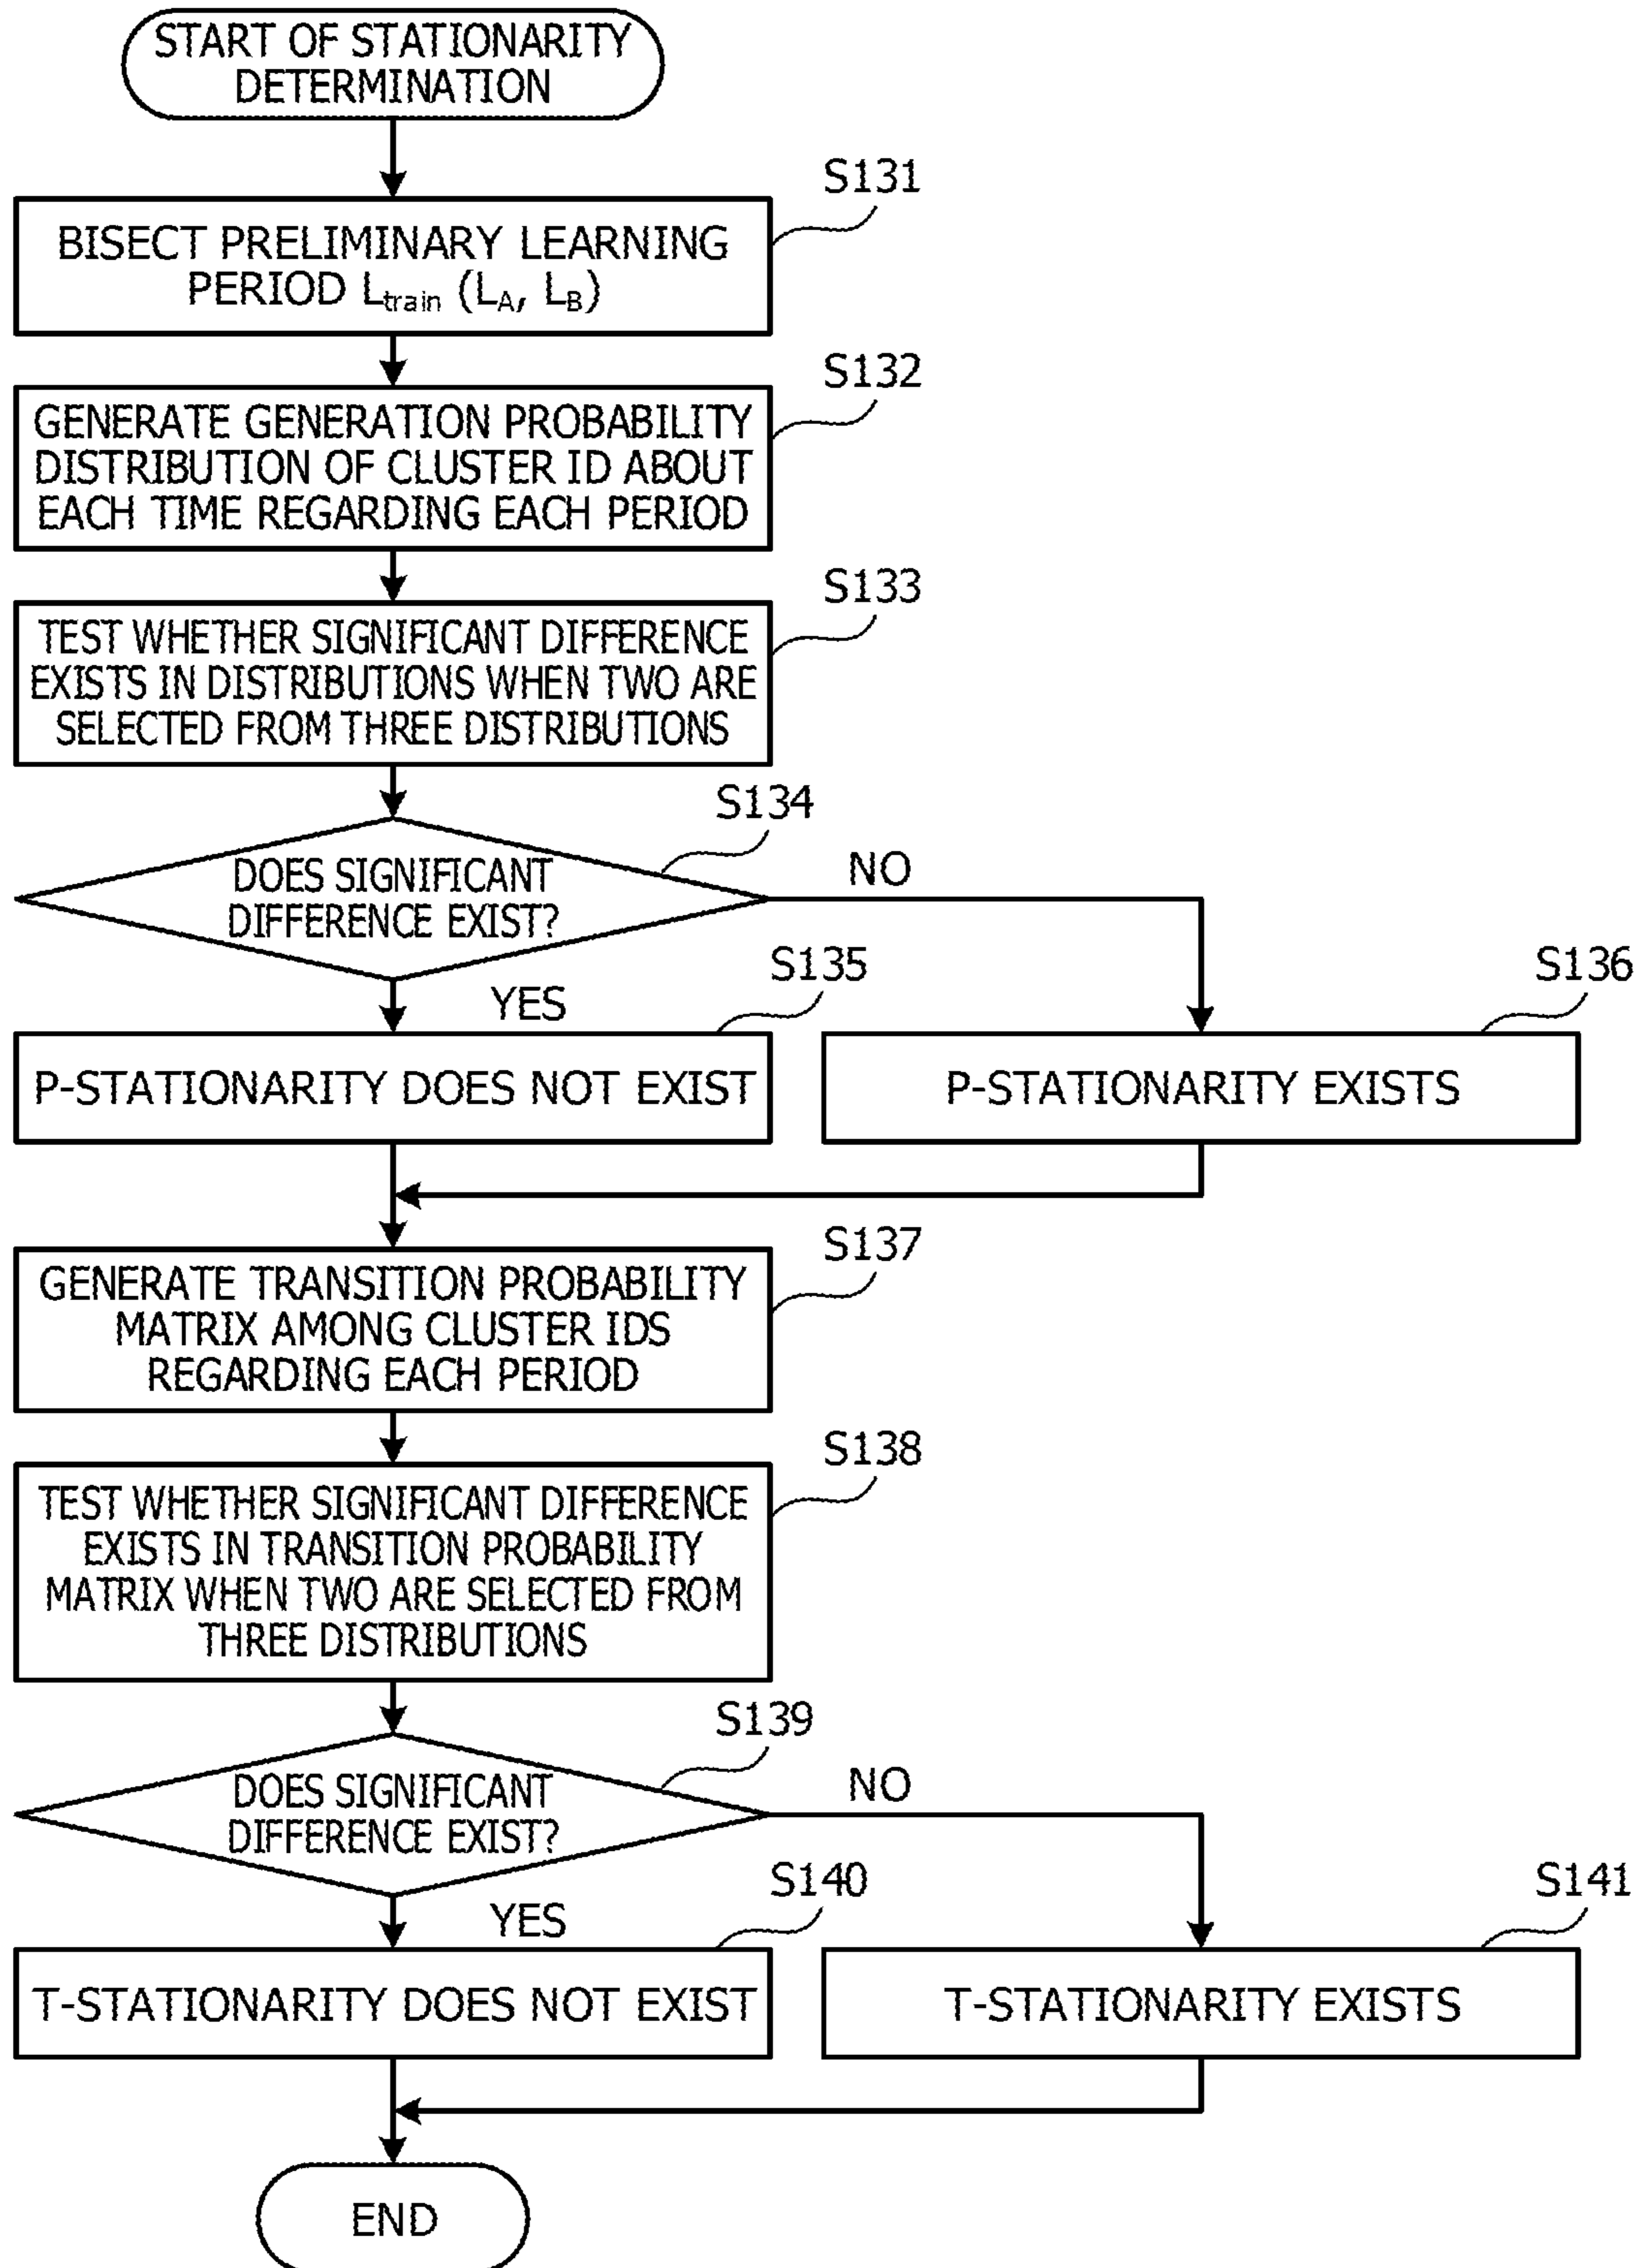 START OF STATIONARITY
DETERMINATION
S131
BISECT PRELIMINARY LEARNING
PERIOD Ltrain (LA, LB)
S132
GENERATE GENERATION PROBABILITY
DISTRIBUTION OF CLUSTER ID ABOUT
EACH TIME REGARDING EACH PERIOD
S133
TEST WHETHER SIGNIFICANT DIFFERENCE
EXISTS IN DISTRIBUTIONS WHEN TWO ARE
SELECTED FROM THREE DISTRIBUTIONS
S134
DOES SIGNIFICANT
DIFFERENCE EXIST?
NO
YES
S135
S136
P-STATIONARITY DOES NOT EXIST
P-STATIONARITY EXISTS
S137
GENERATE TRANSITION PROBABILITY
MATRIX AMONG CLUSTER IDS
REGARDING EACH PERIOD
S138
TEST WHETHER SIGNIFICANT DIFFERENCE
EXISTS IN TRANSITION PROBABILITY
MATRIX WHEN TWO ARE SELECTED FROM
THREE DISTRIBUTIONS
S139
DOES SIGNIFICANT
DIFFERENCE EXIST?
NO
YES
S140
S141
T-STATIONARITY DOES NOT EXIST
T-STATIONARITY EXISTS
END